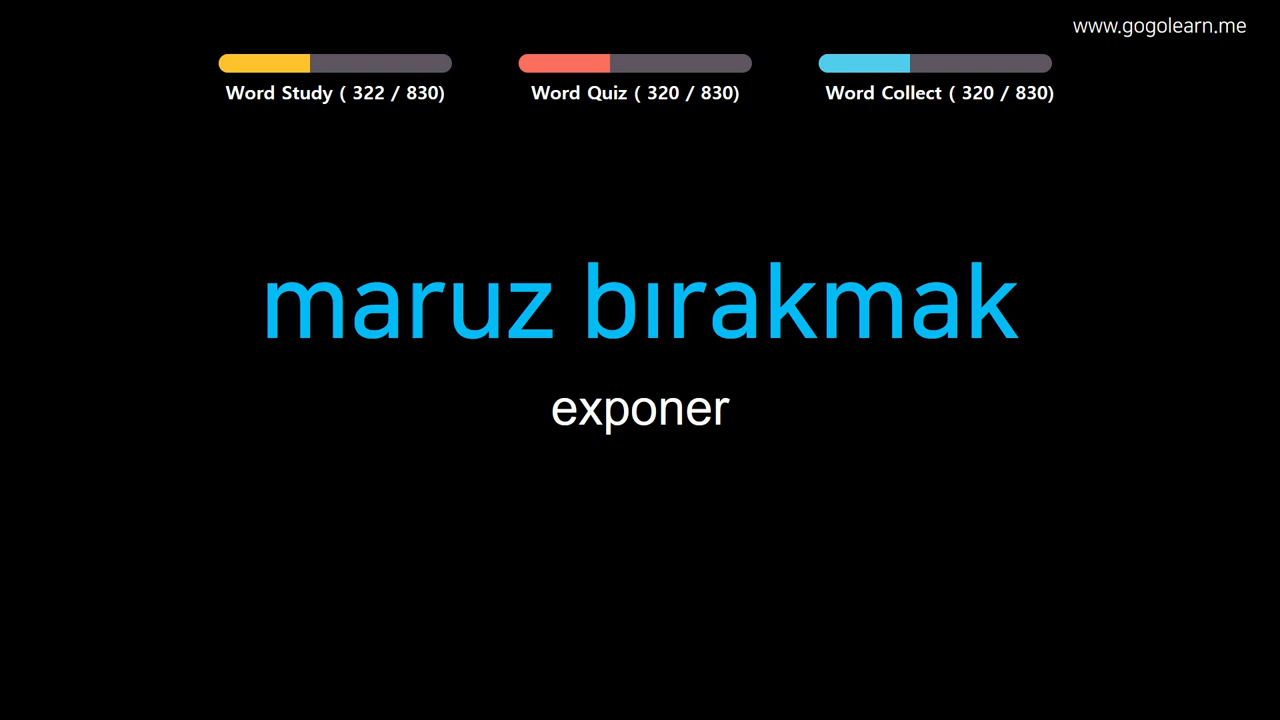 www.gogolearn.me
Word Study ( 322 / 830)
Word Quiz ( 320 / 830)
Word Collect ( 320 / 830)
maruz bırakmak
exponer